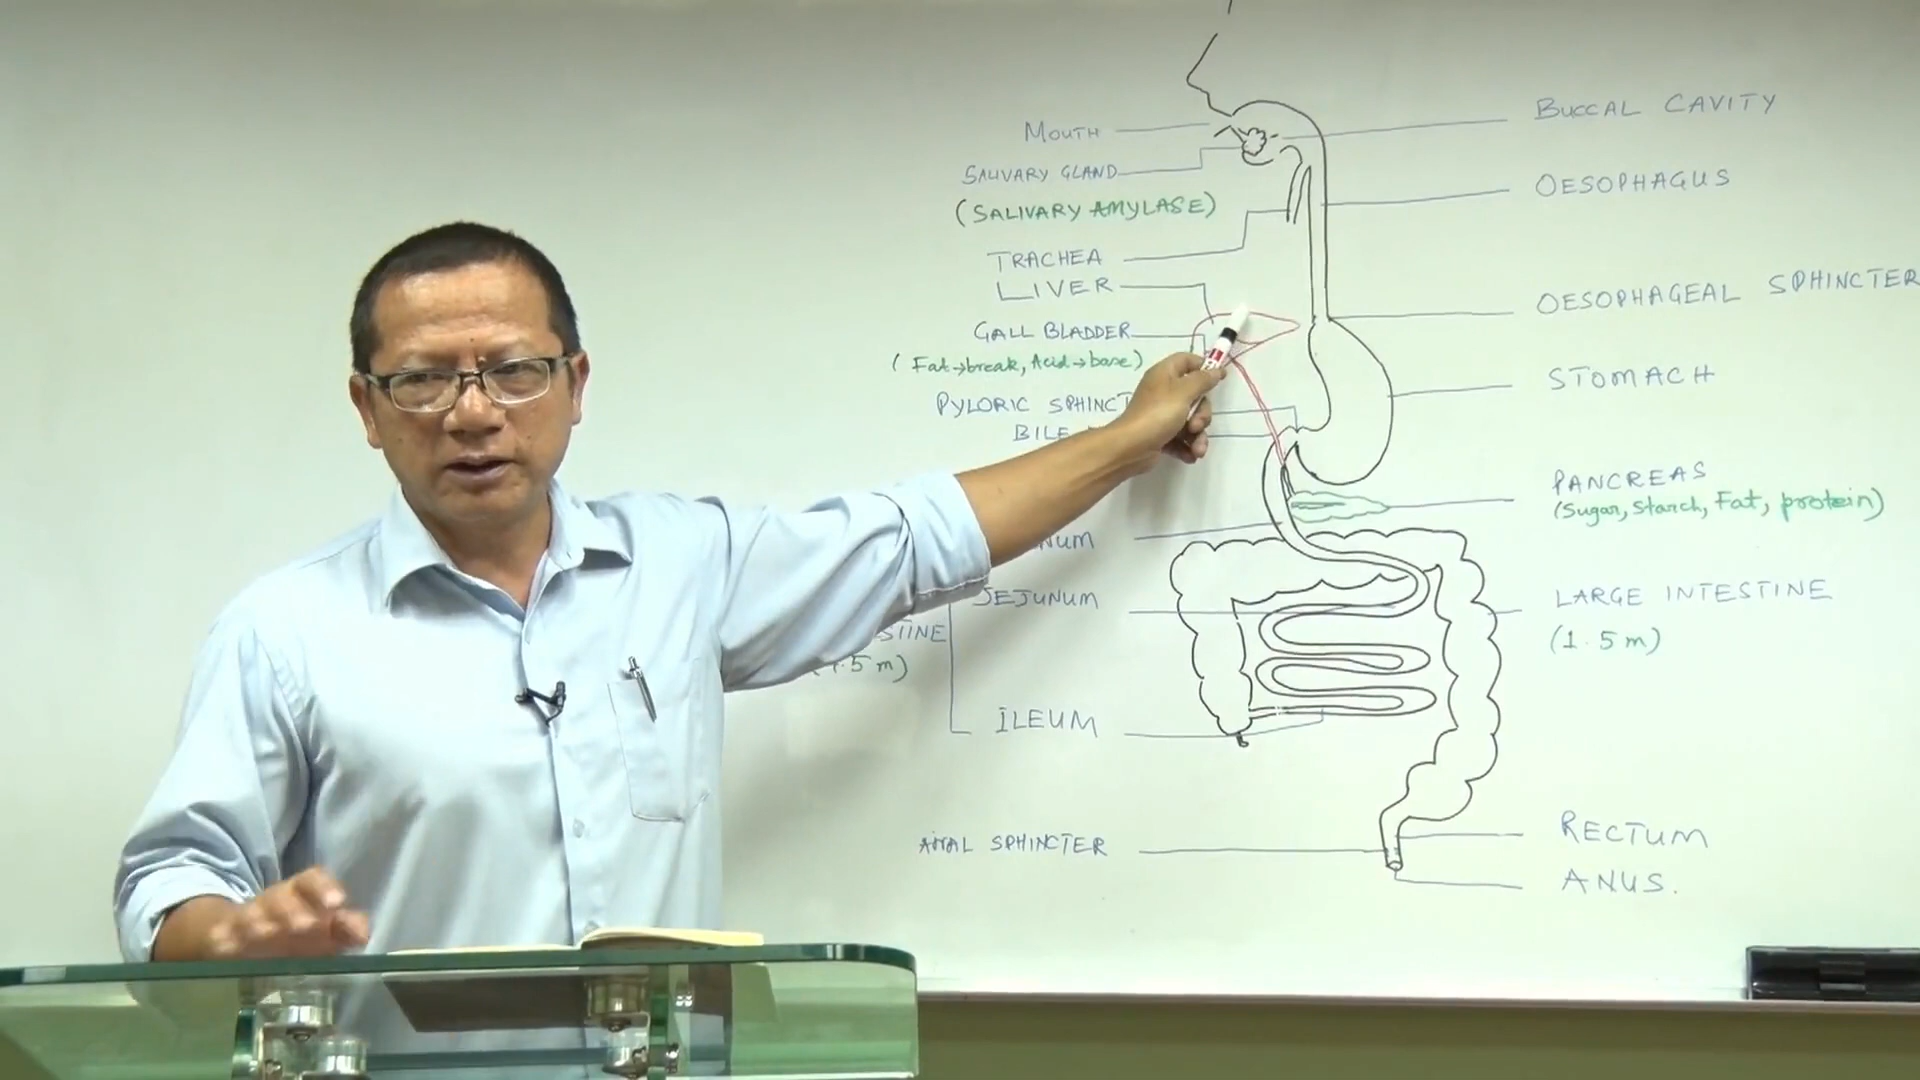 MOUTH
SALIVARY GLAND
(SALIVARY AMYLASE)
TRACHEA
LIVER
GALL BLADDER
(Fat→break, Acid→base)
PYLORIC SPHINCT
BILE
NUM
JEJUNUM
STINE
.5 m)
ILEUM
ANAL SPHINCTER
BUCCAL CAVITY
OESOPHAGUS
OESOPHAGEAL SPHINCTER
STOMACH
PANCREAS
(Sugar, Starch, Fat, protein)
LARGE INTESTINE
(1.5 m)
RECTUM
ANUS.